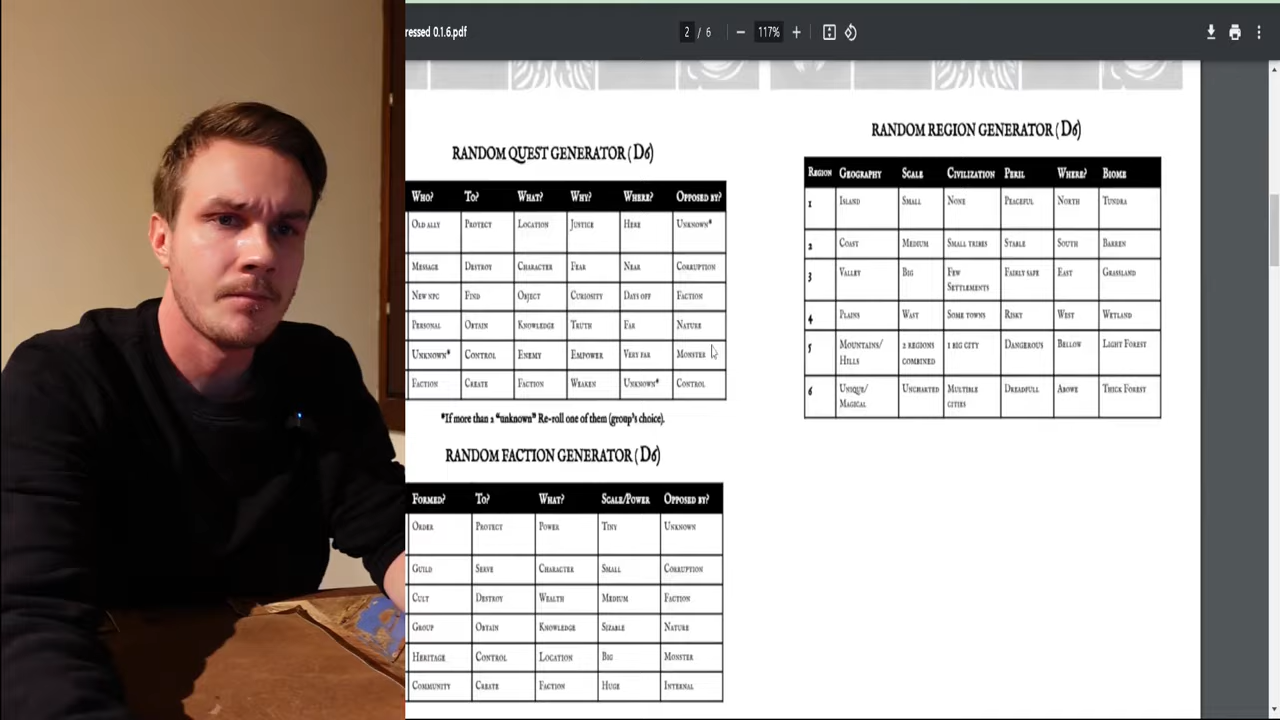 ressed 0.1.6.pdf
2 / 6
117%
RANDOM QUEST GENERATOR (D6)
WHO? TO? WHAT? WHY? WHERE? OPPOSED BY?
OLD ALLY PROTECT LOCATION JUSTICE HERE UNKNOWN*
MESSAGE DESTROY CHARACTER FEAR NEAR CORRUPTION
NEW NPC FIND OBJECT CURIOSITY DAYS OFF FACTION
PERSONAL OBTAIN KNOWLEDGE TRUTH FAR NATURE
UNKNOWN* CONTROL ENEMY EMPOWER VERY FAR MONSTER
FACTION CREATE FACTION WEAKEN UNKNOWN* CONTROL
*If more than 2 "unknown" Re-roll one of them (group's choice).
RANDOM FACTION GENERATOR (D6)
FORMED? TO? WHAT? SCALE/POWER OPPOSED BY?
ORDER PROTECT POWER TINY UNKNOWN
GUILD SERVE CHARACTER SMALL CORRUPTION
CULT DESTROY WEALTH MEDIUM FACTION
GROUP OBTAIN KNOWLEDGE SIZABLE NATURE
HERITAGE CONTROL LOCATION BIG MONSTER
COMMUNITY CREATE FACTION HUGE INTERNAL
RANDOM REGION GENERATOR (D6)
REGION GEOGRAPHY SCALE CIVILIZATION PERIL WHERE? BIOME
1 ISLAND SMALL NONE PEACEFUL NORTH TUNDRA
2 COAST MEDIUM SMALL TRIBES STABLE SOUTH BARREN
3 VALLEY BIG FEW SETTLEMENTS FAIRLY SAFE EAST GRASSLAND
4 PLAINS WAST SOME TOWNS RISKY WEST WETLAND
5 MOUNTAINS/ HILLS 2 REGIONS COMBINED 1 BIG CITY DANGEROUS BELLOW LIGHT FOREST
6 UNIQUE/ MAGICAL UNCHARTED MULTIPLE CITIES DREADFULL ABOWE THICK FOREST